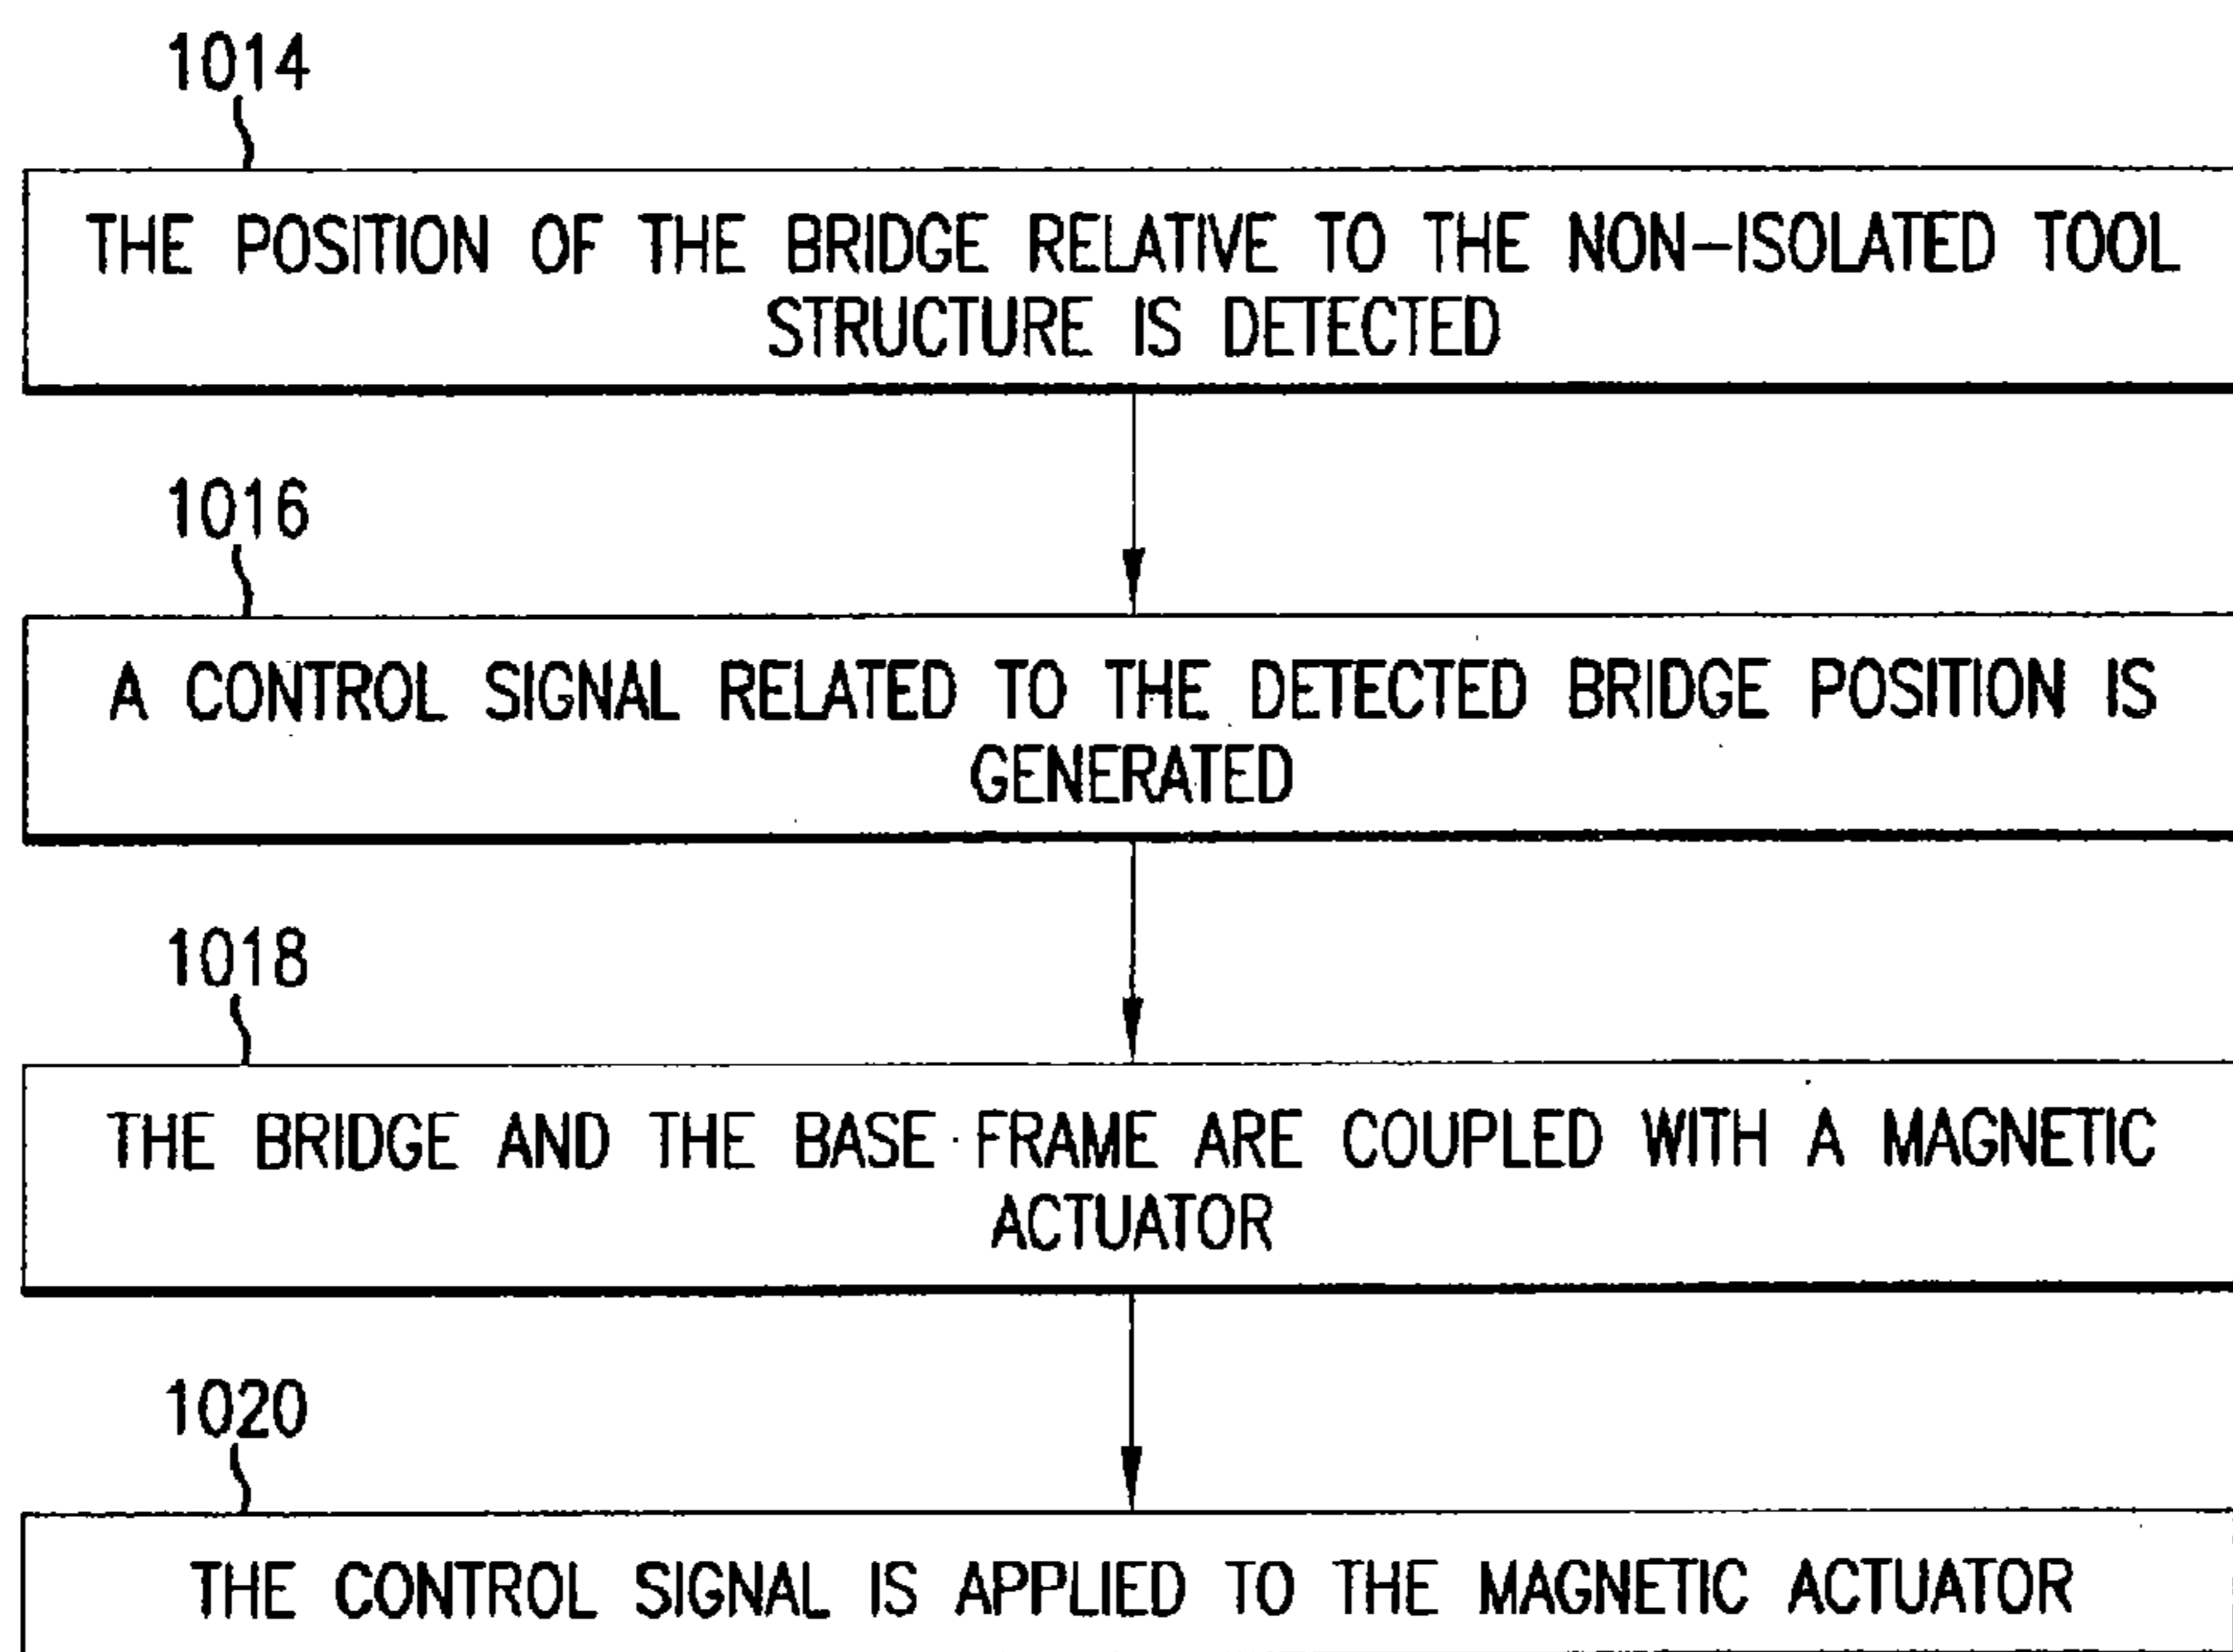 1014
THE POSITION OF THE BRIDGE RELATIVE TO THE NON-ISOLATED TOOL
STRUCTURE IS DETECTED
1016
A CONTROL SIGNAL RELATED TO THE DETECTED BRIDGE POSITION IS
GENERATED
1018
THE BRIDGE AND THE BASE FRAME ARE COUPLED WITH A MAGNETIC
ACTUATOR
1020
THE CONTROL SIGNAL IS APPLIED TO THE MAGNETIC ACTUATOR